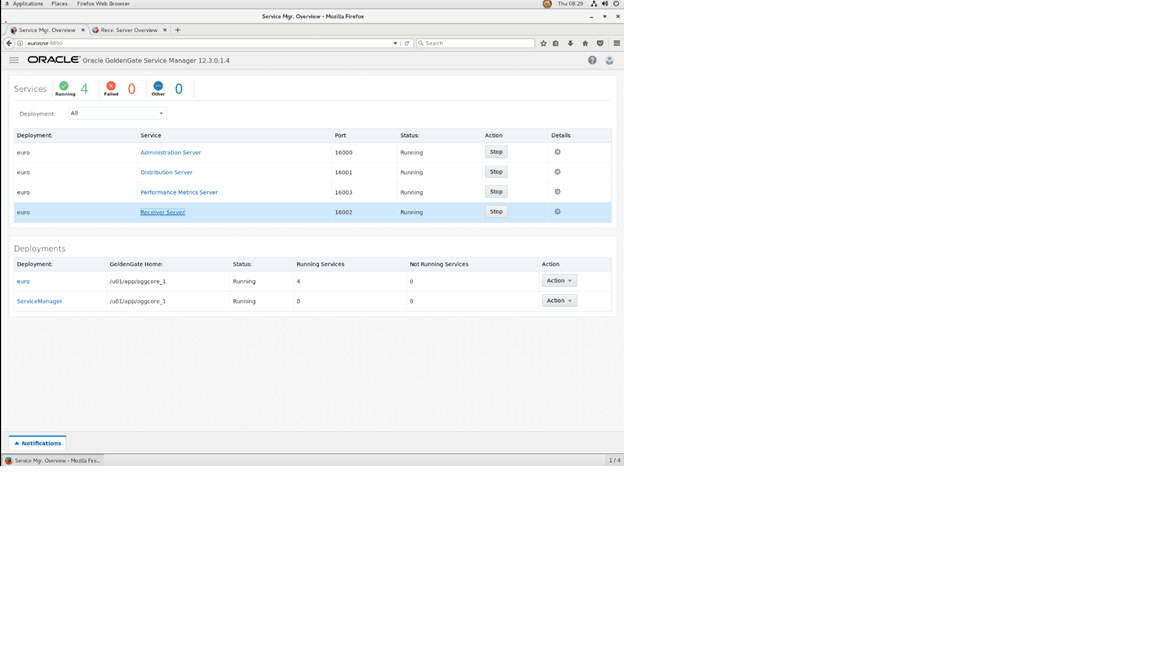 Applications Places Firefox Web Browser Thu 08:29
Service Mgr. Overview - Mozilla Firefox
Service Mgr. Overview Recv. Server Overview
eurosrvr:8890 Search
ORACLE Oracle GoldenGate Service Manager 12.3.0.1.4
Services Running 4 Failed 0 Other 0
Deployment: All
Deployment: Service Port Status: Action Details
euro Administration Server 16000 Running Stop
euro Distribution Server 16001 Running Stop
euro Performance Metrics Server 16003 Running Stop
euro Receiver Server 16002 Running Stop
Deployments
Deployment: GoldenGate Home: Status: Running Services Not Running Services Action
euro /u01/app/oggcore_1 Running 4 0 Action
ServiceManager /u01/app/oggcore_1 Running 0 0 Action
Notifications
Service Mgr. Overview - Mozilla Fire... 1 / 4